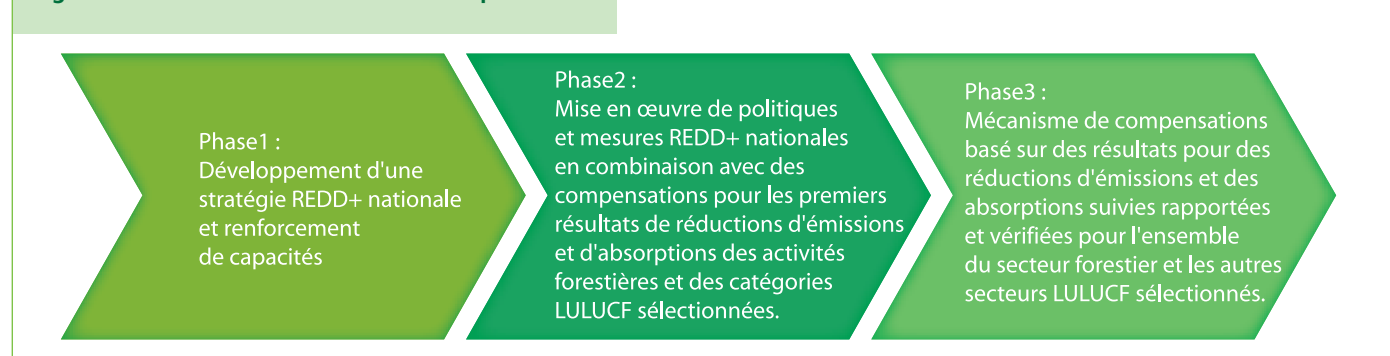 Phase1 :
Développement d'une
stratégie REDD+ nationale
et renforcement
de capacités
Phase2 :
Mise en œuvre de politiques
et mesures REDD+ nationales
en combinaison avec des
compensations pour les premiers
résultats de réductions d'émissions
et d'absorptions des activités
forestières et des catégories
LULUCF sélectionnées.
Phase3 :
Mécanisme de compensations
basé sur des résultats pour des
réductions d'émissions et des
absorptions suivies rapportées
et vérifiées pour l'ensemble
du secteur forestier et les autres
secteurs LULUCF sélectionnés.